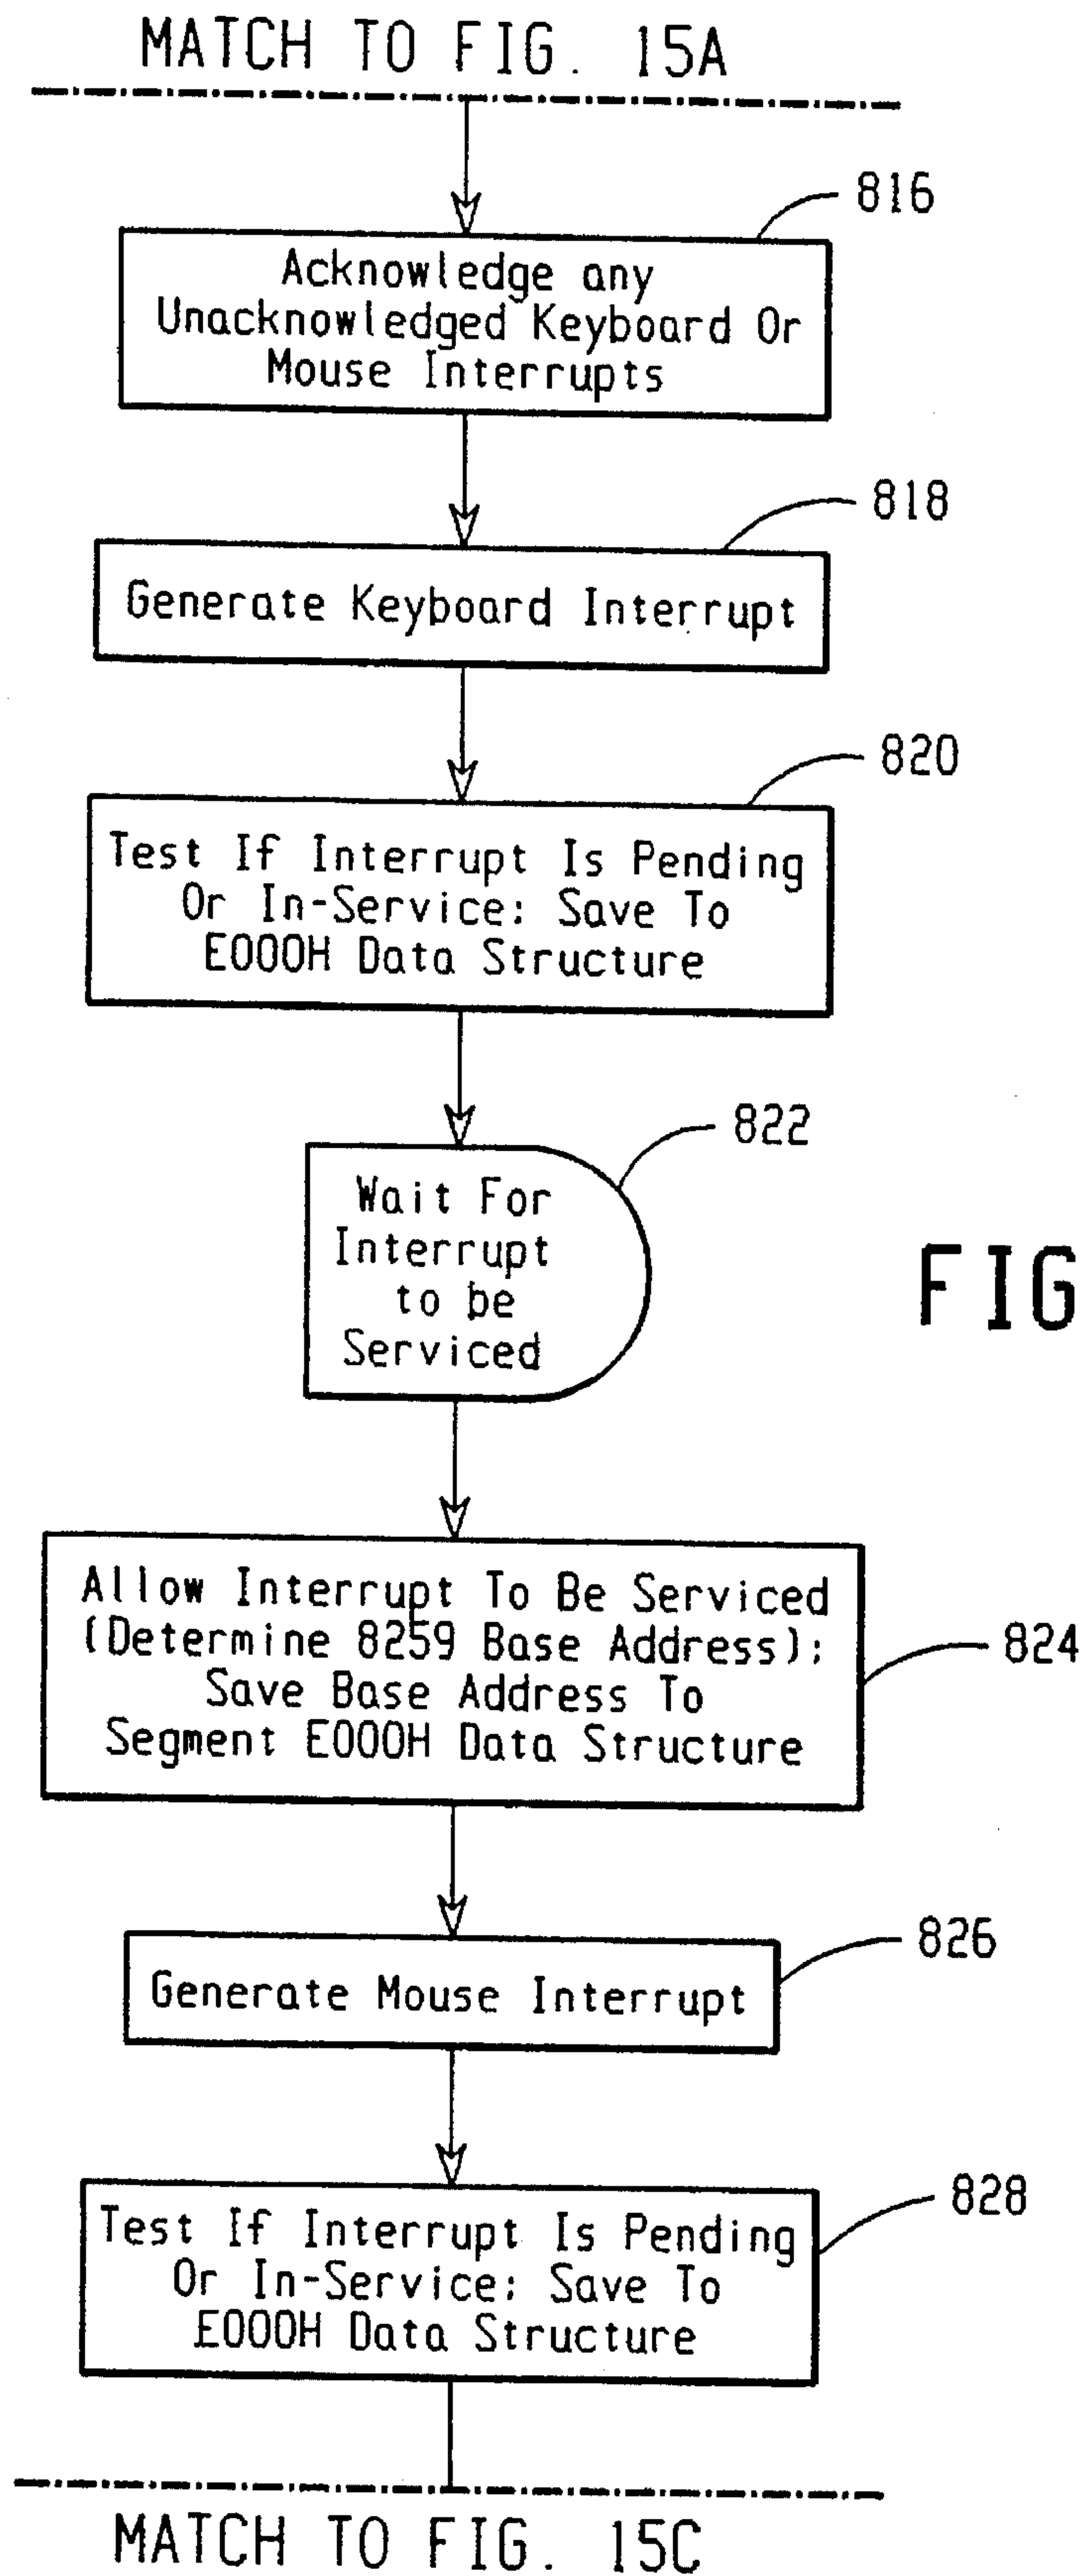 MATCH TO FIG. 15A
816
Acknowledge any
Unacknowledged Keyboard Or
Mouse Interrupts
818
Generate Keyboard Interrupt
820
Test If Interrupt Is Pending
Or In-Service: Save To
E000H Data Structure
822
Wait For
Interrupt
to be
Serviced
FIG
Allow Interrupt To Be Serviced
(Determine 8259 Base Address);
Save Base Address To
Segment E000H Data Structure
824
826
Generate Mouse Interrupt
828
Test If Interrupt Is Pending
Or In-Service: Save To
E000H Data Structure
MATCH TO FIG. 15C